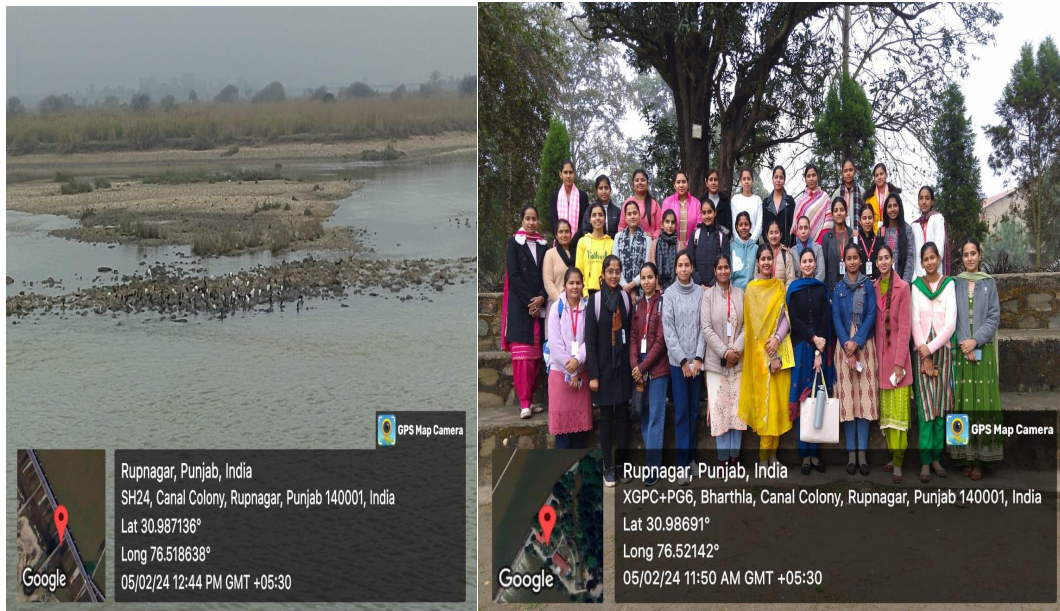 GPS Map Camera
Rupnagar, Punjab, India
SH24, Canal Colony, Rupnagar, Punjab 140001, India
Lat 30.987136°
Long 76.518638°
05/02/24 12:44 PM GMT +05:30
Google
GPS Map Camera
Rupnagar, Punjab, India
XGPC+PG6, Bharthla, Canal Colony, Rupnagar, Punjab 140001, India
Lat 30.98691°
Long 76.52142°
05/02/24 11:50 AM GMT +05:30
Google